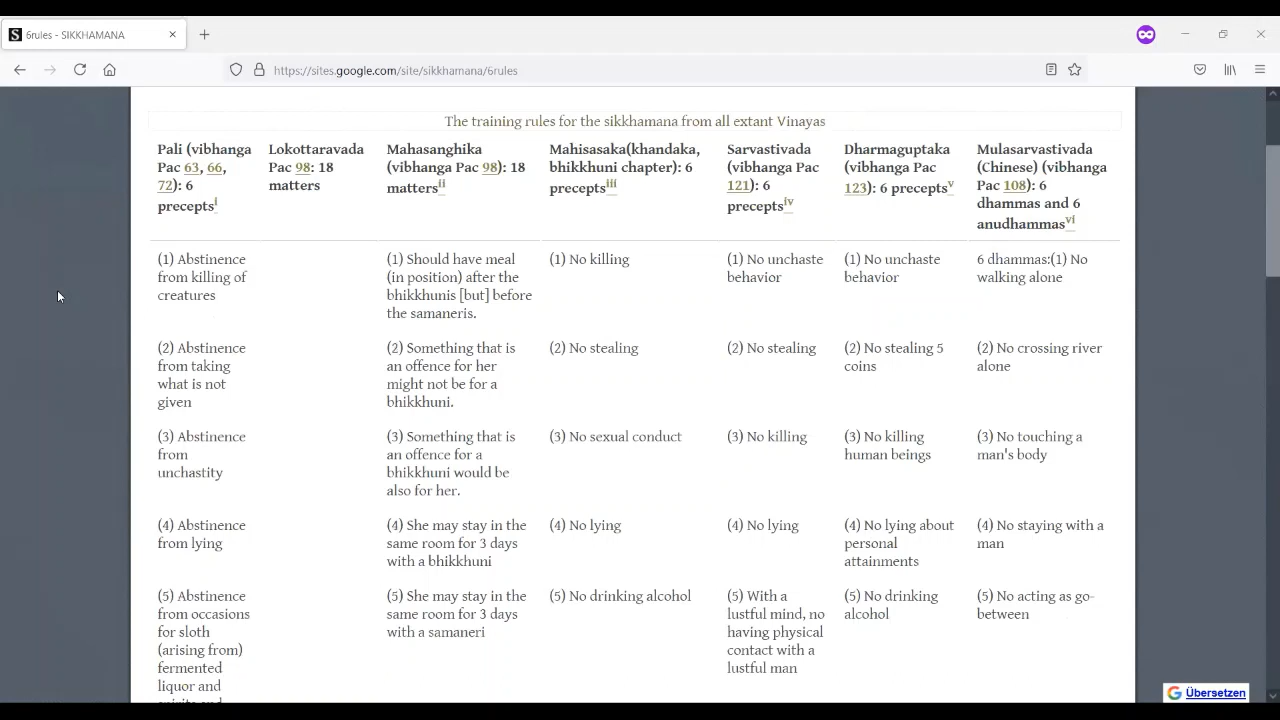 6rules - SIKKHAMANA
https://sites.google.com/site/sikkhamana/6rules
The training rules for the sikkhamana from all extant Vinayas
Pali (vibhanga
Pac 63, 66,
72): 6
precepts i
Lokottaravada
Pac 98: 18
matters
Mahasanghika
(vibhanga Pac 98): 18
matters ii
Mahisasaka(khandaka,
bhikkhuni chapter): 6
precepts iii
Sarvastivada
(vibhanga Pac
121): 6
precepts iv
Dharmaguptaka
(vibhanga Pac
123): 6 precepts v
Mulasarvastivada
(Chinese) (vibhanga
Pac 108): 6
dhammas and 6
anudhammas vi
(1) Abstinence
from killing of
creatures
(1) Should have meal
(in position) after the
bhikkhunis [but] before
the samaneris.
(1) No killing
(1) No unchaste
behavior
(1) No unchaste
behavior
6 dhammas:(1) No
walking alone
(2) Abstinence
from taking
what is not
given
(2) Something that is
an offence for her
might not be for a
bhikkhuni.
(2) No stealing
(2) No stealing
(2) No stealing 5
coins
(2) No crossing river
alone
(3) Abstinence
from
unchastity
(3) Something that is
an offence for a
bhikkhuni would be
also for her.
(3) No sexual conduct
(3) No killing
(3) No killing
human beings
(3) No touching a
man's body
(4) Abstinence
from lying
(4) She may stay in the
same room for 3 days
with a bhikkhuni
(4) No lying
(4) No lying
(4) No lying about
personal
attainments
(4) No staying with a
man
(5) Abstinence
from occasions
for sloth
(arising from)
fermented
liquor and
spirits and
(5) She may stay in the
same room for 3 days
with a samaneri
(5) No drinking alcohol
(5) With a
lustful mind, no
having physical
contact with a
lustful man
(5) No drinking
alcohol
(5) No acting as go-
between
Übersetzen